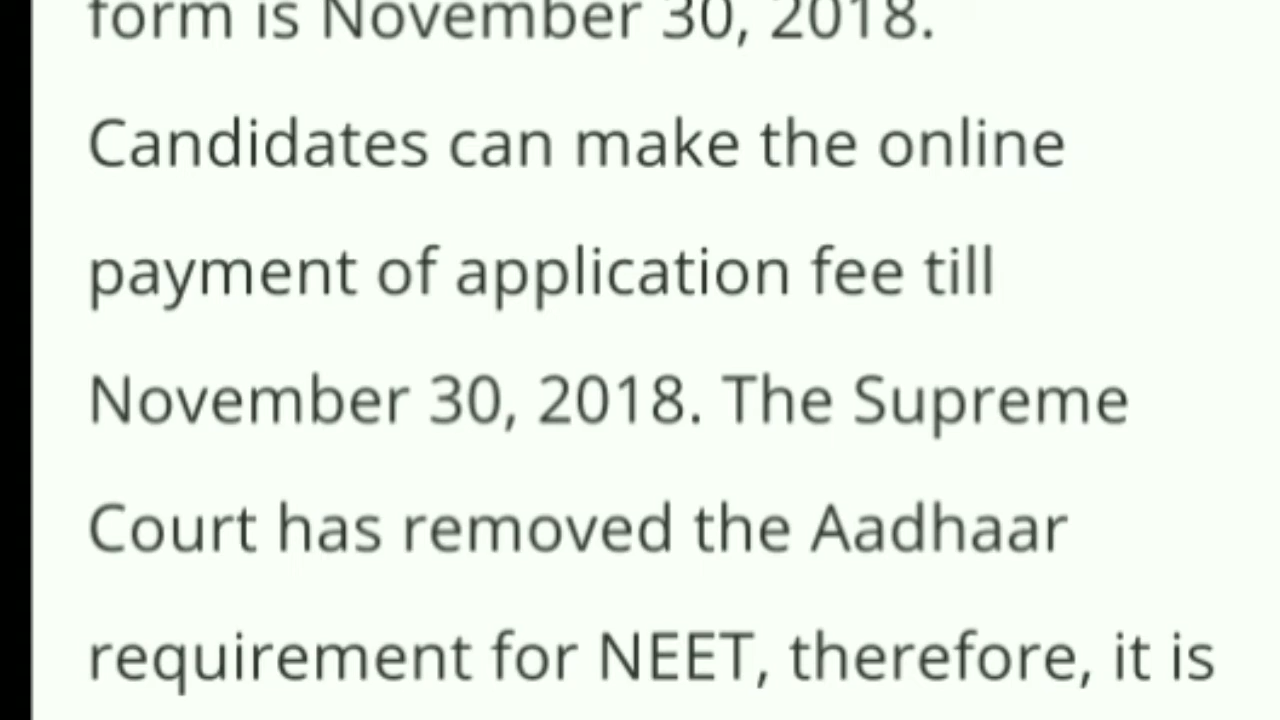 form is November 30, 2018.
Candidates can make the online
payment of application fee till
November 30, 2018. The Supreme
Court has removed the Aadhaar
requirement for NEET, therefore, it is